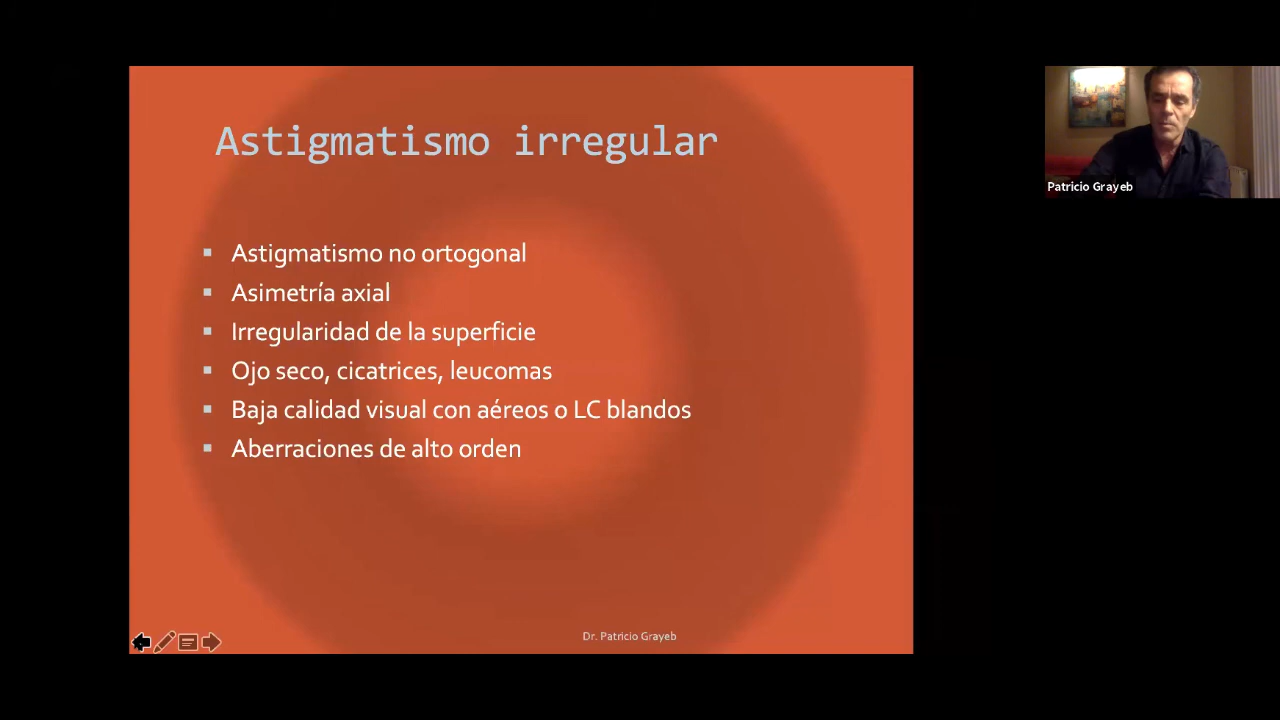 Astigmatismo irregular
Astigmatismo no ortogonal
Asimetría axial
Irregularidad de la superficie
Ojo seco, cicatrices, leucomas
Baja calidad visual con aéreos o LC blandos
Aberraciones de alto orden
Dr. Patricio Grayeb
Patricio Grayeb